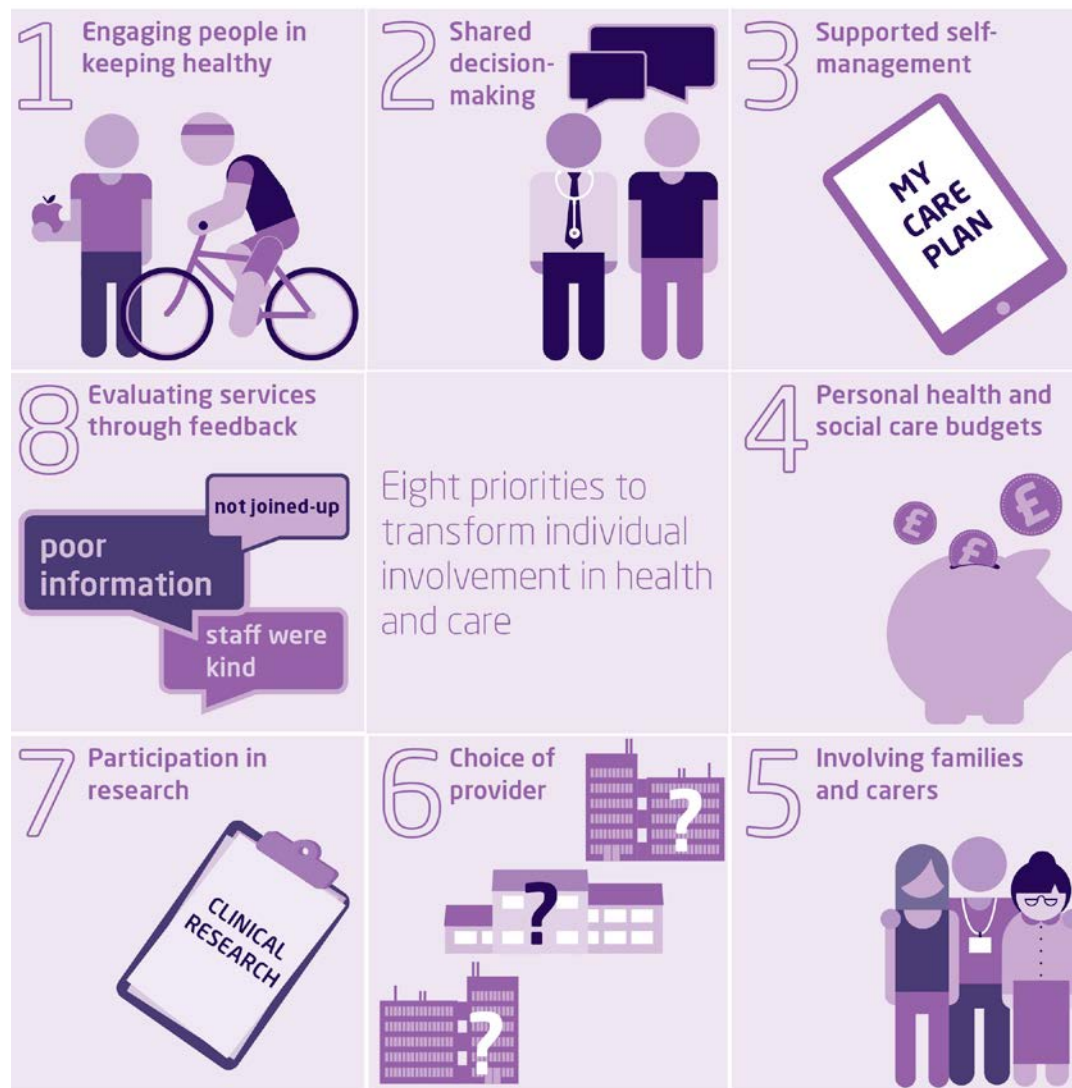 1
Engaging people in
keeping healthy
2
Shared
decision-
making
3
Supported self-
management
MY
CARE
PLAN
8
Evaluating services
through feedback
not joined-up
poor
information
staff were
kind
Eight priorities to
transform individual
involvement in health
and care
4
Personal health and
social care budgets
£
£
£
7
Participation in
research
CLINICAL
RESEARCH
6
Choice of
provider
?
?
?
5
Involving families
and carers